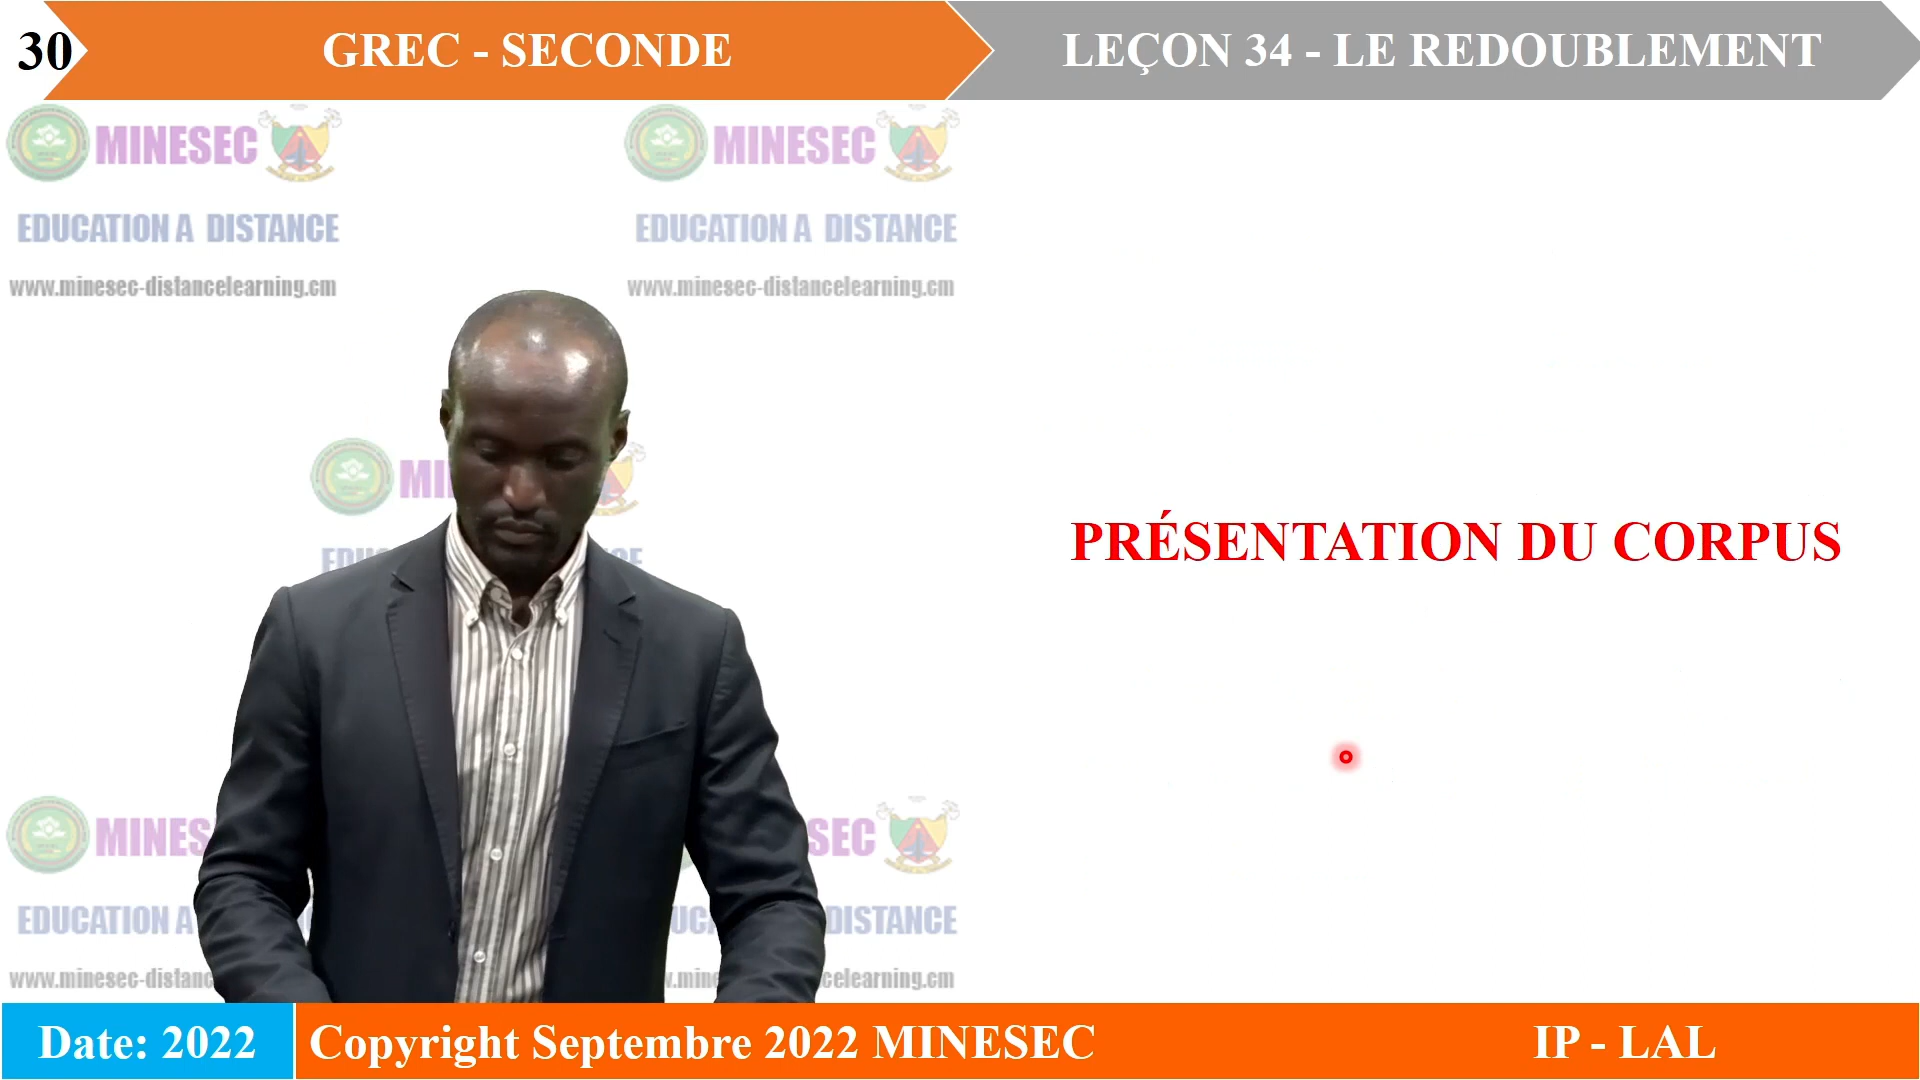 30
GREC - SECONDE
LEÇON 34 - LE REDOUBLEMENT
MINESEC
MINESEC
EDUCATION A DISTANCE
EDUCATION A DISTANCE
www.minesec-distancelearning.cm
www.minesec-distancelearning.cm
PRÉSENTATION DU CORPUS
Date: 2022
Copyright Septembre 2022 MINESEC
IP - LAL